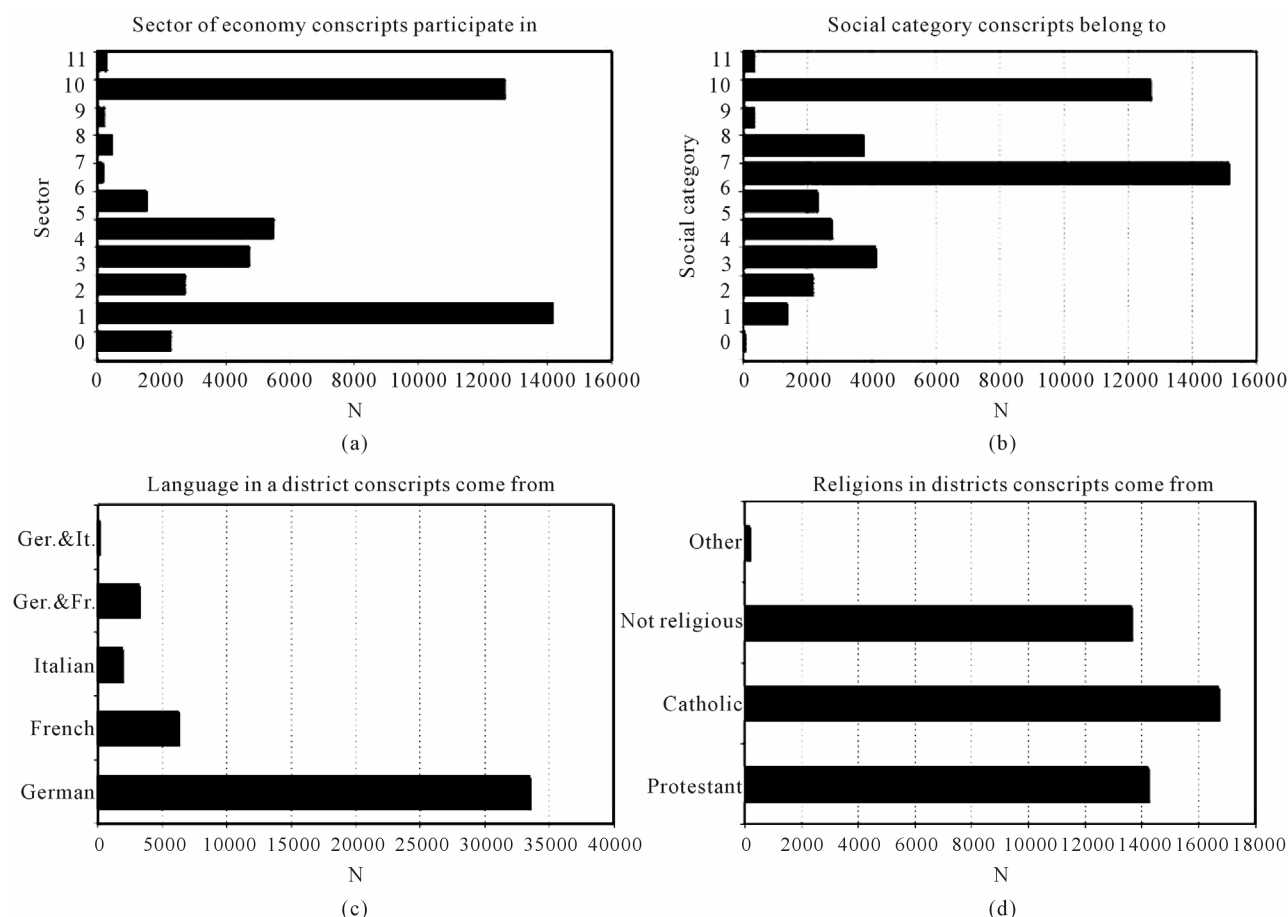 Sector of economy conscripts participate in
11
10
9
8
7
6
5
4
3
2
1
0
Sector
0 2000 4000 6000 8000 10000 12000 14000 16000
N
(a)
Social category conscripts belong to
11
10
9
8
7
6
5
4
3
2
1
0
Social category
0 2000 4000 6000 8000 10000 12000 14000 16000
N
(b)
Language in a district conscripts come from
Ger.&It.
Ger.&Fr.
Italian
French
German
0 5000 10000 15000 20000 25000 30000 35000 40000
N
(c)
Religions in districts conscripts come from
Other
Not religious
Catholic
Protestant
0 2000 4000 6000 8000 10000 12000 14000 16000 18000
N
(d)